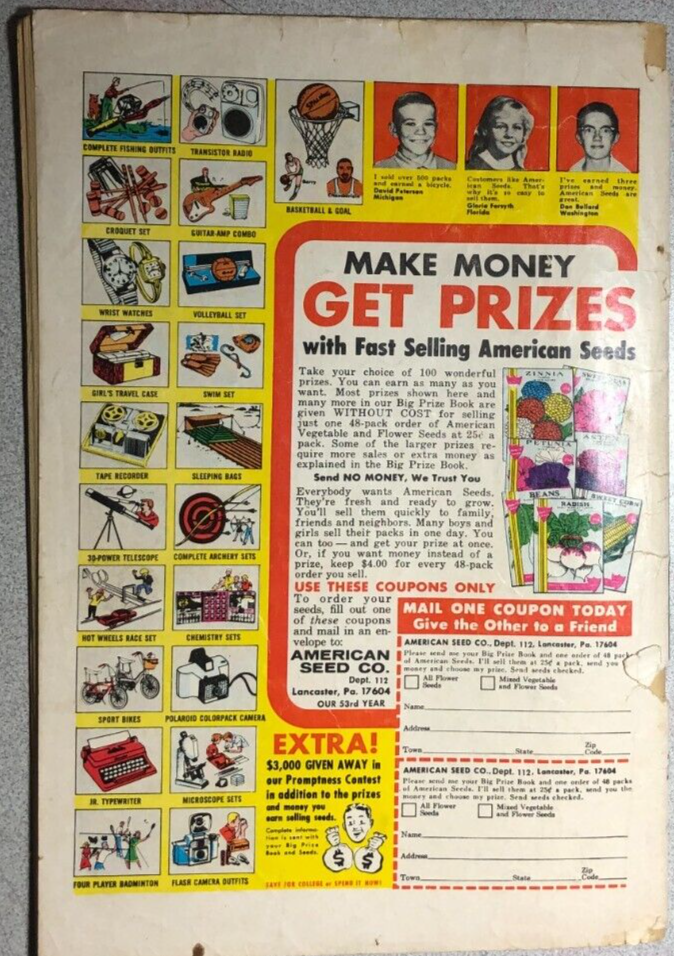 COMPLETE FISHING OUTFITS
TRANSISTOR RADIO
SPALDING
BASKETBALL & GOAL
I sold over 500 packs
and earned a bicycle.
David Peterson
Michigan
Customers like Amer-
ican Seeds. That's
why it's so easy to
sell them.
Gloria Forsyth
Florida
I've earned three
prizes and money.
American Seeds are
great.
Don Bollard
Washington
CROQUET SET
GUITAR-AMP COMBO
WRIST WATCHES
VOLLEYBALL SET
GIRL'S TRAVEL CASE
SWIM SET
TAPE RECORDER
SLEEPING BAGS
30-POWER TELESCOPE
COMPLETE ARCHERY SETS
HOT WHEELS RACE SET
CHEMISTRY SETS
SPORT BIKES
POLAROID COLORPACK CAMERA
JR. TYPEWRITER
MICROSCOPE SETS
FOUR PLAYER BADMINTON
FLASH CAMERA OUTFITS
MAKE MONEY
GET PRIZES
with Fast Selling American Seeds
Take your choice of 100 wonderful
prizes. You can earn as many as you
want. Most prizes shown here and
many more in our Big Prize Book are
given WITHOUT COST for selling
just one 48-pack order of American
Vegetable and Flower Seeds at 25¢ a
pack. Some of the larger prizes re-
quire more sales or extra money as
explained in the Big Prize Book.
Send NO MONEY, We Trust You
Everybody wants American Seeds.
They're fresh and ready to grow.
You'll sell them quickly to family,
friends and neighbors. Many boys and
girls sell their packs in one day. You
can too — and get your prize at once.
Or, if you want money instead of a
prize, keep $4.00 for every 48-pack
order you sell.
ZINNIA
PETUNIA
BEANS
RADISH
SWEET CORN
USE THESE COUPONS ONLY
To order your
seeds, fill out one
of these coupons
and mail in an en-
velope to:
AMERICAN
SEED CO.
Dept. 112
Lancaster, Pa. 17604
OUR 53rd YEAR
EXTRA!
$3,000 GIVEN AWAY in
our Promptness Contest
in addition to the prizes
and money you
earn selling seeds.
Complete informa-
tion is sent with
your Big Prize
Book and Seeds.
$ $
SAVE FOR COLLEGE or SPEND IT NOW!
MAIL ONE COUPON TODAY
Give the Other to a Friend
AMERICAN SEED CO., Dept. 112, Lancaster, Pa. 17604
Please send me your Big Prize Book and one order of 48 packs
of American Seeds. I'll sell them at 25¢ a pack, send you
money and choose my prize. Send seeds checked.
All Flower
Seeds
Mixed Vegetable
and Flower Seeds
Name
Address
Town State Zip Code
AMERICAN SEED CO., Dept. 112, Lancaster, Pa. 17604
Please send me your Big Prize Book and one order of 48 packs
of American Seeds. I'll sell them at 25¢ a pack, send you the
money and choose my prize. Send seeds checked.
All Flower
Seeds
Mixed Vegetable
and Flower Seeds
Name
Address
Town State Zip Code